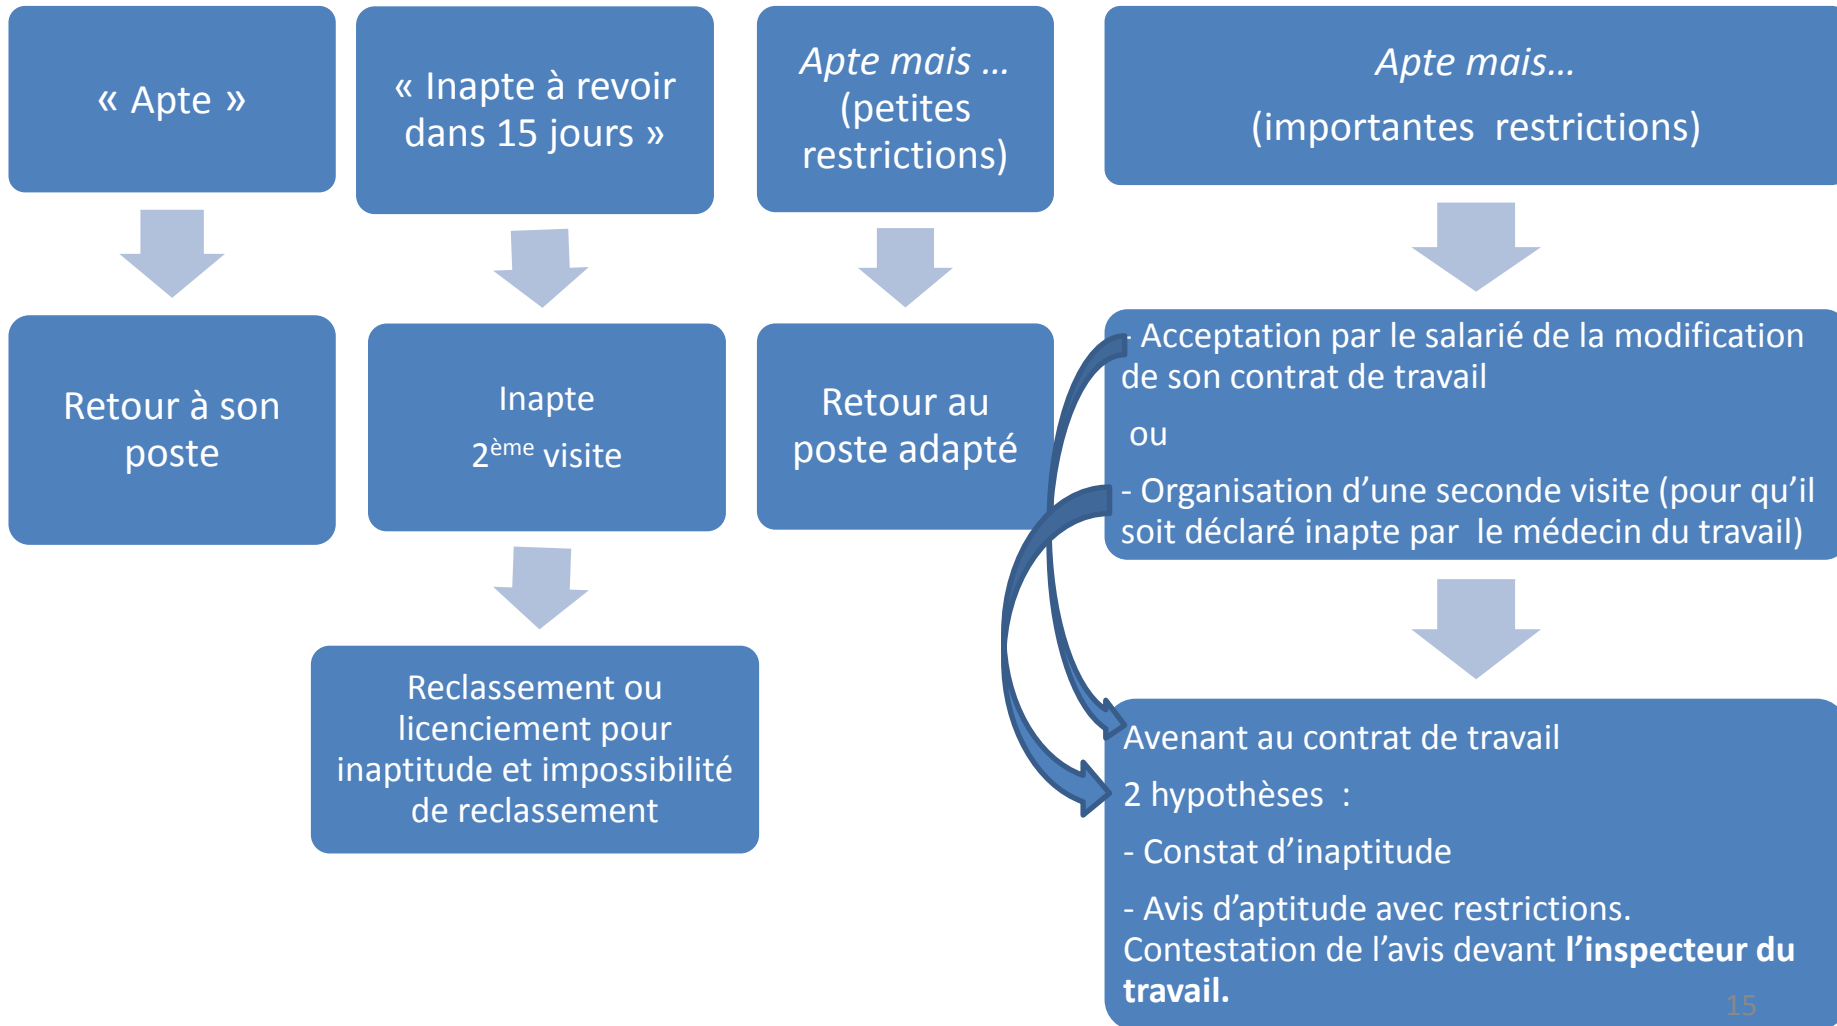 « Apte »
« Inapte à revoir
dans 15 jours »
Apte mais ...
(petites
restrictions)
Apte mais...
(importantes restrictions)
Retour à son
poste
Inapte
2ème visite
Retour au
poste adapté
- Acceptation par le salarié de la modification
de son contrat de travail
ou
- Organisation d’une seconde visite (pour qu’il
soit déclaré inapte par le médecin du travail)
Reclassement ou
licenciement pour
inaptitude et impossibilité
de reclassement
Avenant au contrat de travail
2 hypothèses :
- Constat d’inaptitude
- Avis d’aptitude avec restrictions.
Contestation de l’avis devant l’inspecteur du
travail.
15